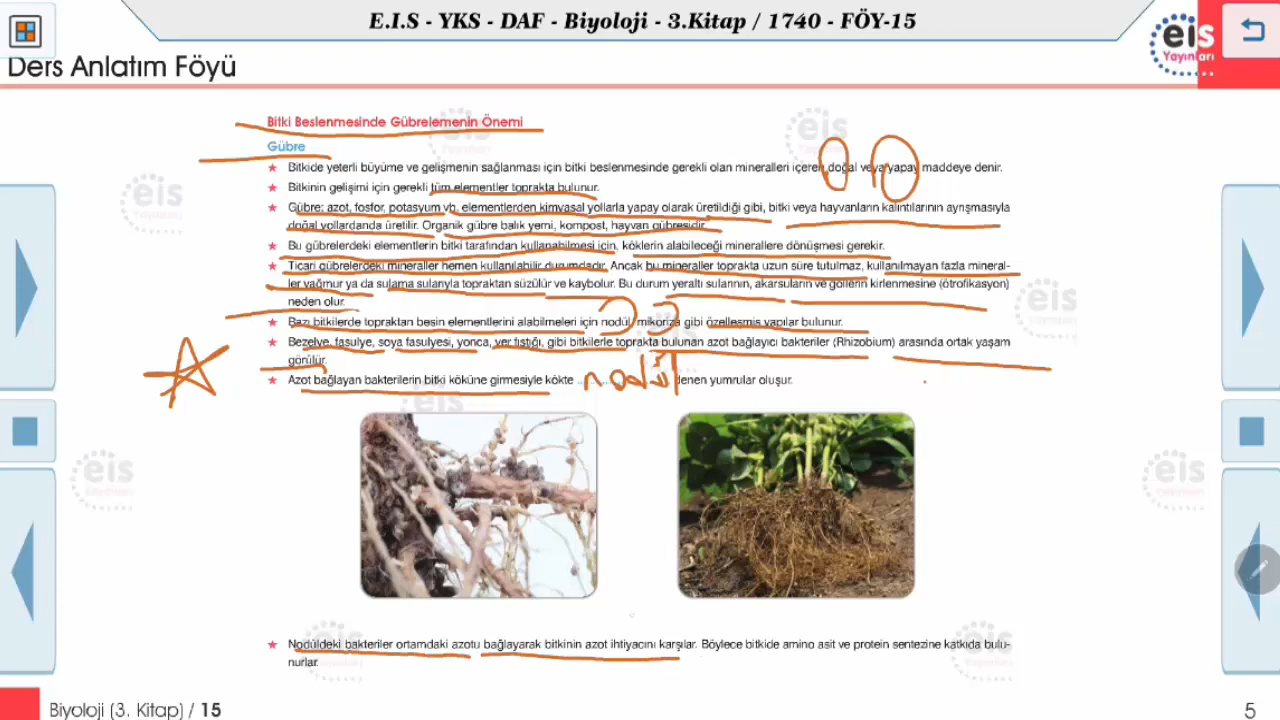 E.I.S - YKS - DAF - Biyoloji - 3.Kitap / 1740 - FÖY-15
eis
Yayınları
Ders Anlatım Föyü
Bitki Beslenmesinde Gübrelemenin Önemi
Gübre
★ Bitkide yeterli büyüme ve gelişmenin sağlanması için bitki beslenmesinde gerekli olan mineralleri içeren doğal veya yapay maddeye denir.
★ Bitkinin gelişimi için gerekli tüm elementler toprakta bulunur.
★ Gübre; azot, fosfor, potasyum vb. elementlerden kimyasal yollarla yapay olarak üretildiği gibi, bitki veya hayvanların kalıntılarının ayrışmasıyla
doğal yollardanda üretilir. Organik gübre balık yemi, kompost, hayvan gübresidir.
★ Bu gübrelerdeki elementlerin bitki tarafından kullanabilmesi için, köklerin alabileceği minerallere dönüşmesi gerekir.
★ Ticari gübrelerdeki mineraller hemen kullanılabilir durumdadır. Ancak bu mineraller toprakta uzun süre tutulmaz, kullanılmayan fazla mineral-
ler yağmur ya da sulama sularıyla topraktan süzülür ve kaybolur. Bu durum yeraltı sularının, akarsuların ve göllerin kirlenmesine (ötrofikasyon)
neden olur.
★ Bazı bitkilerde topraktan besin elementlerini alabilmeleri için nodül, mikoriza gibi özelleşmiş yapılar bulunur.
★ Bezelye, fasulye, soya fasulyesi, yonca, yer fıstığı, gibi bitkilerle toprakta bulunan azot bağlayıcı bakteriler (Rhizobium) arasında ortak yaşam
görülür.
★ Azot bağlayan bakterilerin bitki köküne girmesiyle kökte nodül denen yumrular oluşur.
★ Nodüldeki bakteriler ortamdaki azotu bağlayarak bitkinin azot ihtiyacını karşılar. Böylece bitkide amino asit ve protein sentezine katkıda bulu-
nurlar.
Biyoloji (3. Kitap) / 15
5